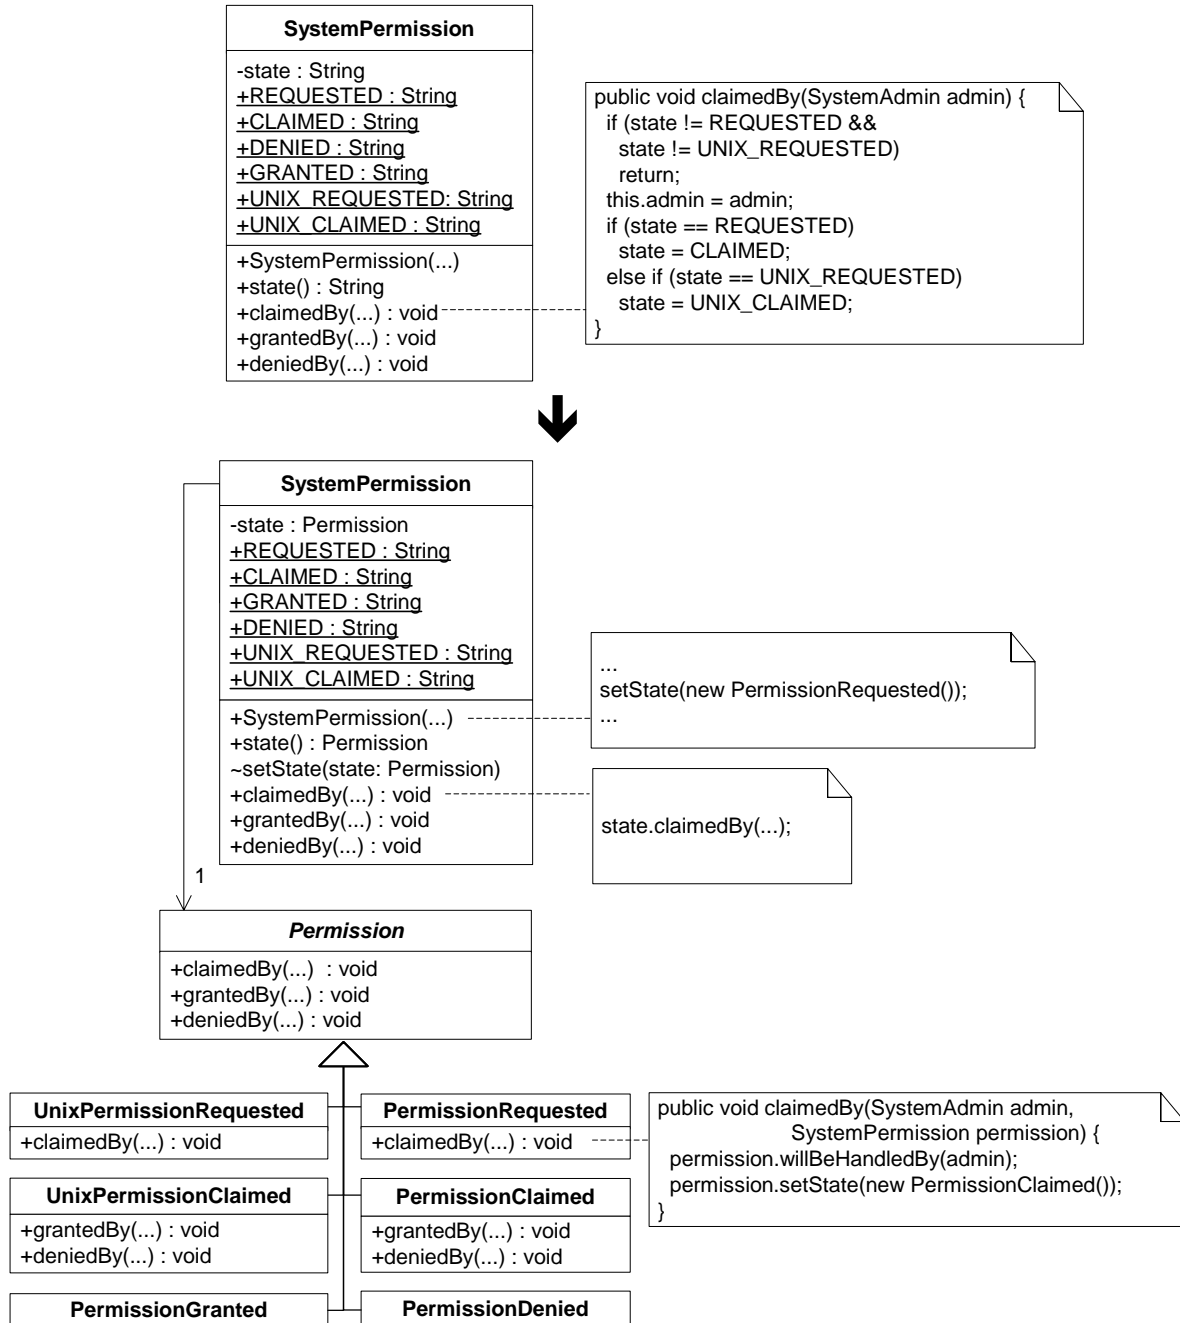 SystemPermission
-state : String
+REQUESTED : String
+CLAIMED : String
+DENIED : String
+GRANTED : String
+UNIX_REQUESTED: String
+UNIX_CLAIMED : String
+SystemPermission(...)
+state() : String
+claimedBy(...) : void
+grantedBy(...) : void
+deniedBy(...) : void
public void claimedBy(SystemAdmin admin) {
if (state != REQUESTED &&
state != UNIX_REQUESTED)
return;
this.admin = admin;
if (state == REQUESTED)
state = CLAIMED;
else if (state == UNIX_REQUESTED)
state = UNIX_CLAIMED;
}
SystemPermission
-state : Permission
+REQUESTED : String
+CLAIMED : String
+GRANTED : String
+DENIED : String
+UNIX_REQUESTED : String
+UNIX_CLAIMED : String
+SystemPermission(...)
+state() : Permission
~setState(state: Permission)
+claimedBy(...) : void
+grantedBy(...) : void
+deniedBy(...) : void
...
setState(new PermissionRequested());
...
state.claimedBy(...);
1
Permission
+claimedBy(...) : void
+grantedBy(...) : void
+deniedBy(...) : void
UnixPermissionRequested
+claimedBy(...) : void
PermissionRequested
+claimedBy(...) : void
public void claimedBy(SystemAdmin admin,
SystemPermission permission) {
permission.willBeHandledBy(admin);
permission.setState(new PermissionClaimed());
}
UnixPermissionClaimed
+grantedBy(...) : void
+deniedBy(...) : void
PermissionClaimed
+grantedBy(...) : void
+deniedBy(...) : void
PermissionGranted
PermissionDenied